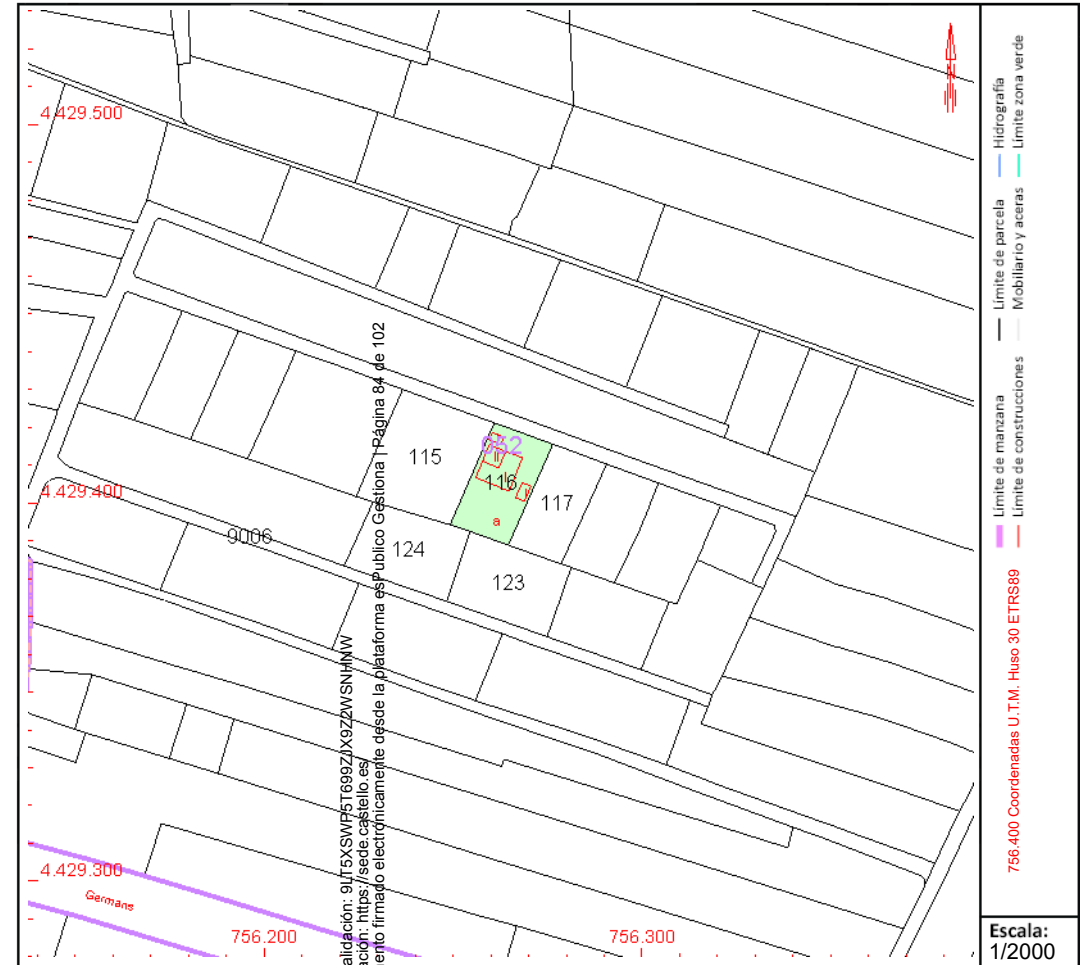 4.429.500
115
952
II
116
I
I
117
a
4.429.400
9006
124
123
4.429.300
Germans
756.200
756.300
alidación: 9LT5XSWP5T699ZJX9Z2WSNHNW
ación: https://sede.castello.es/
ento firmado electrónicamente desde la plataforma esPublico Gestiona | Página 84 de 102
N
Límite de manzana
Límite de parcela
Hidrografía
Límite de construcciones
Mobiliario y aceras
Límite zona verde
756.400 Coordenadas U.T.M. Huso 30 ETRS89
Escala:
1/2000